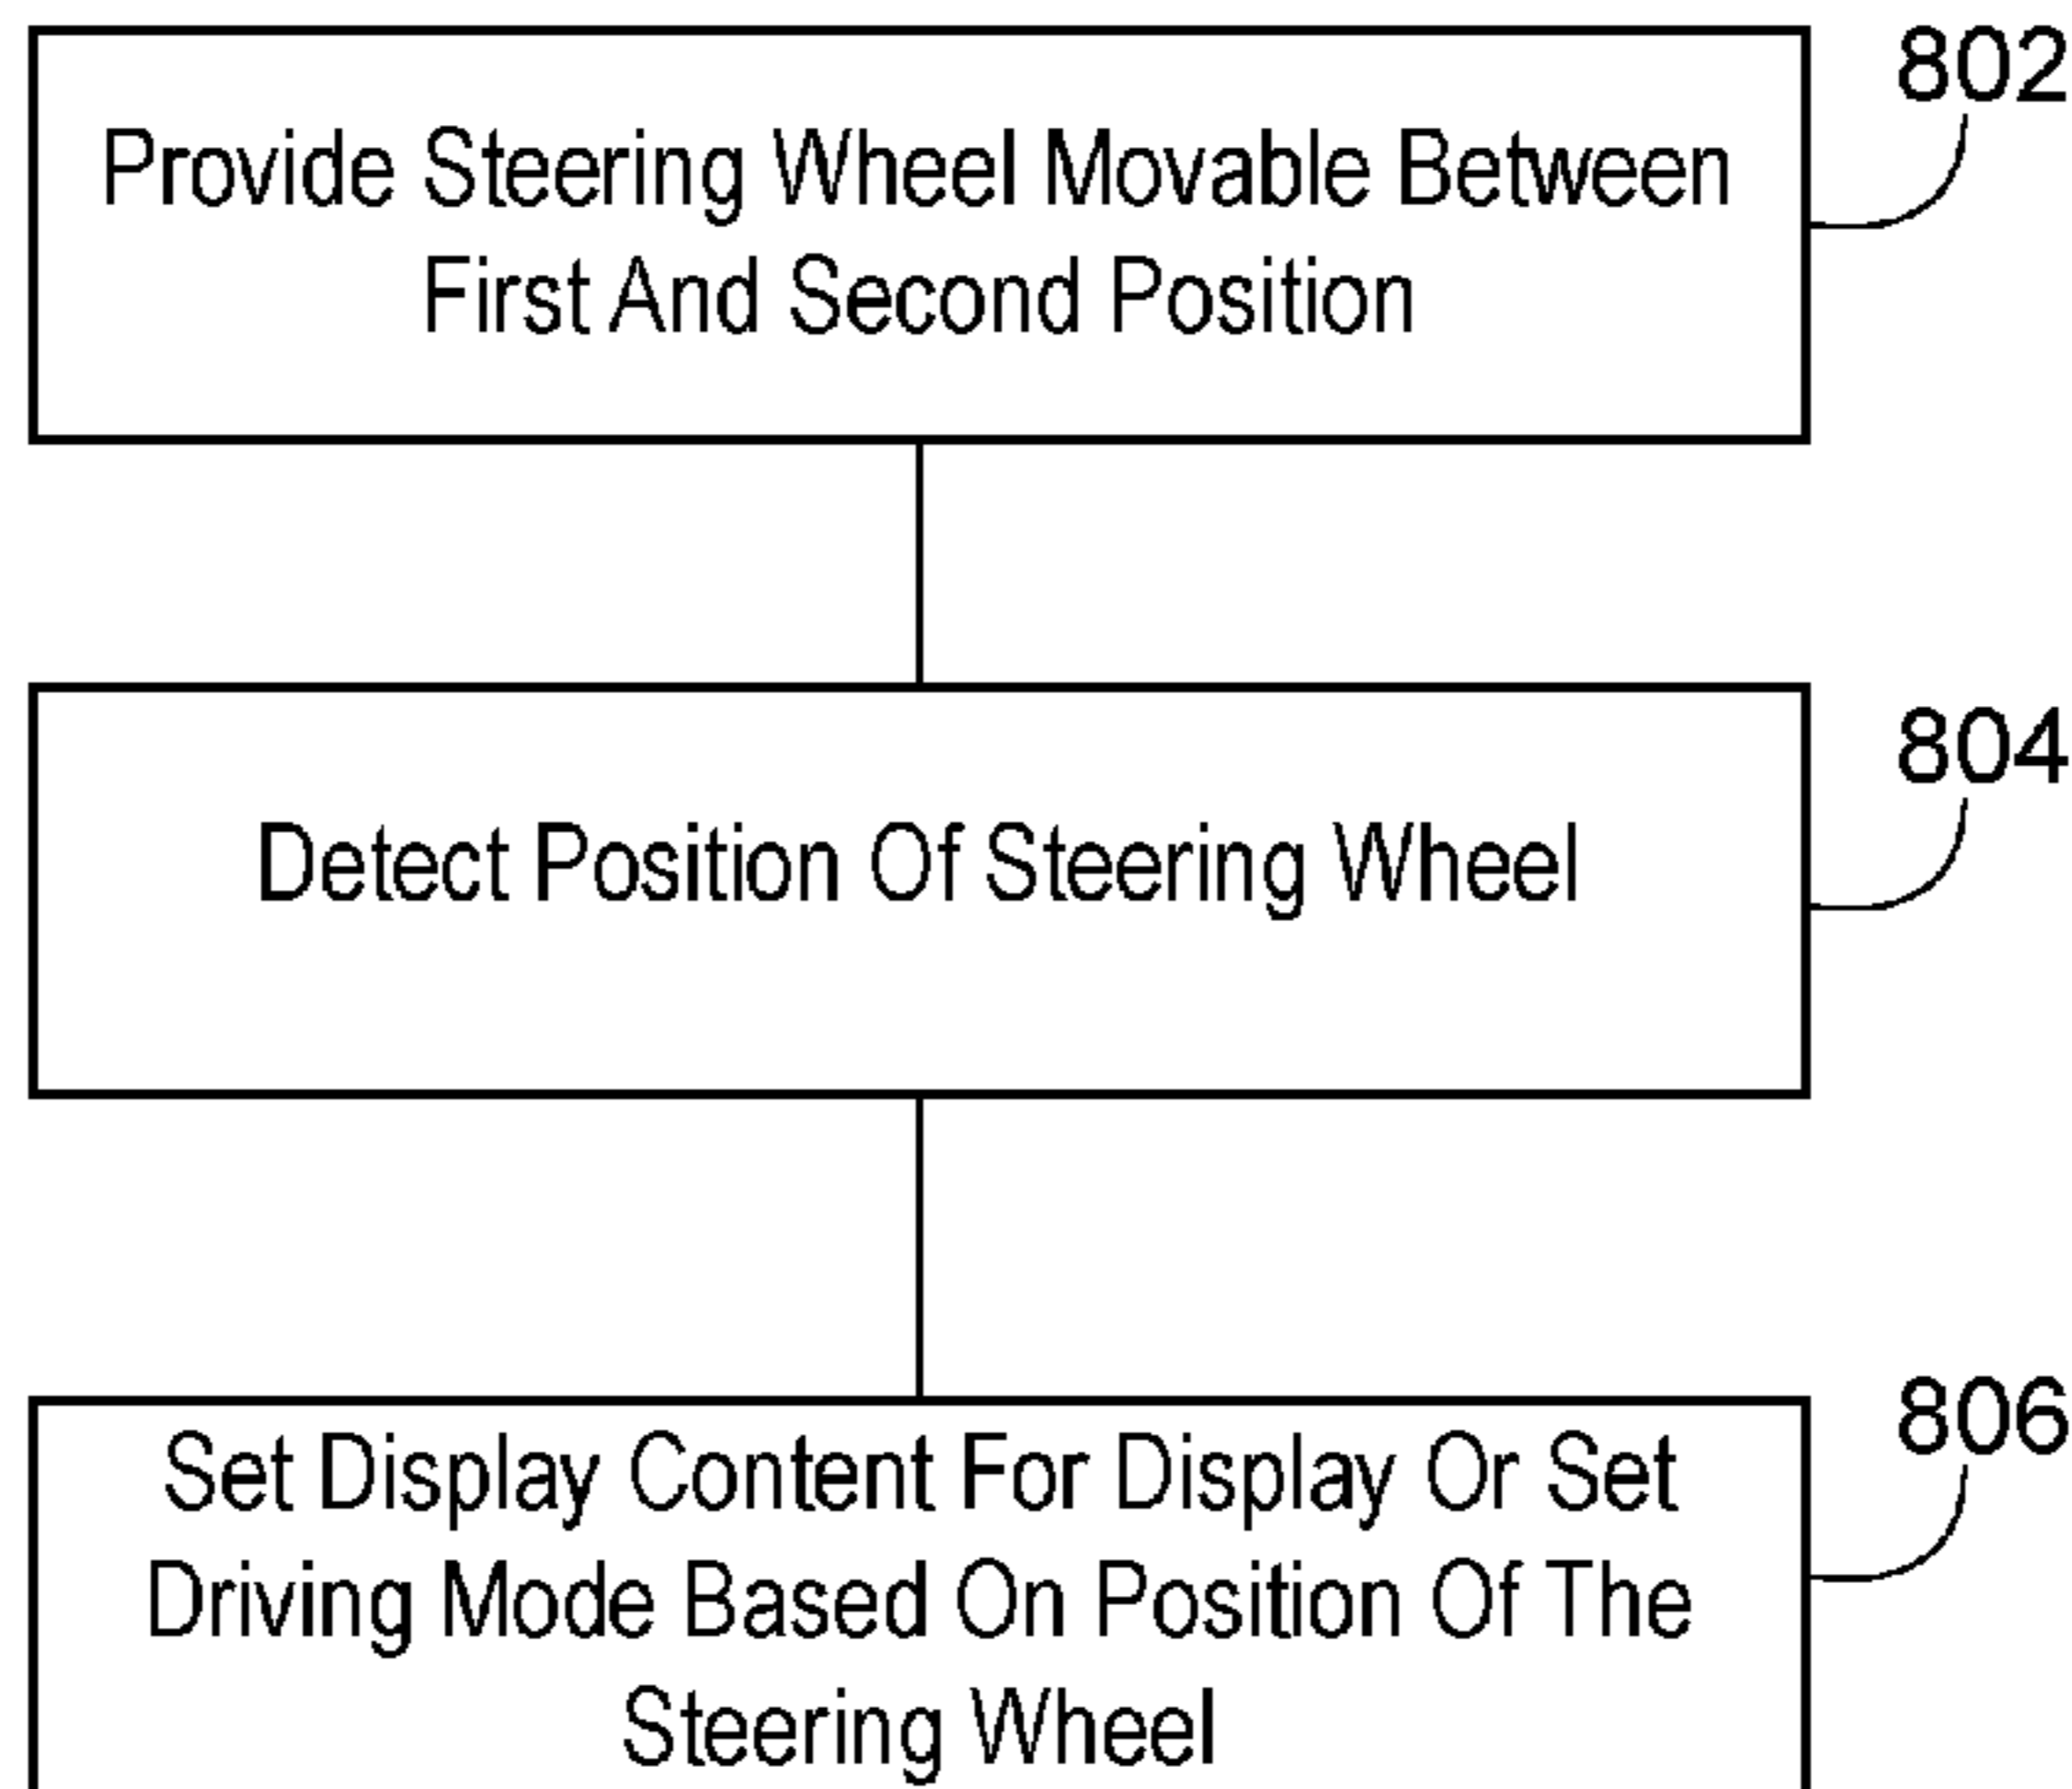 802
Provide Steering Wheel Movable Between
First And Second Position
804
Detect Position Of Steering Wheel
806
Set Display Content For Display Or Set
Driving Mode Based On Position Of The
Steering Wheel